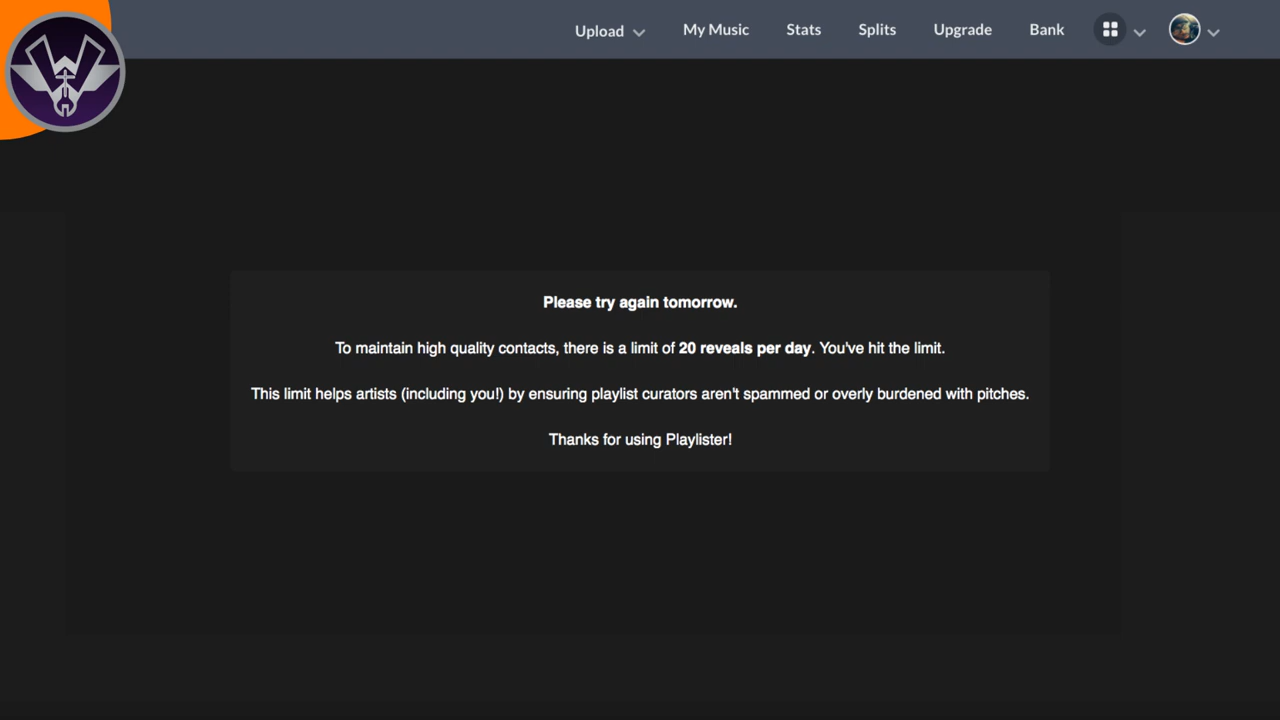 Upload My Music Stats Splits Upgrade Bank
Please try again tomorrow.
To maintain high quality contacts, there is a limit of 20 reveals per day. You've hit the limit.
This limit helps artists (including you!) by ensuring playlist curators aren't spammed or overly burdened with pitches.
Thanks for using Playlister!